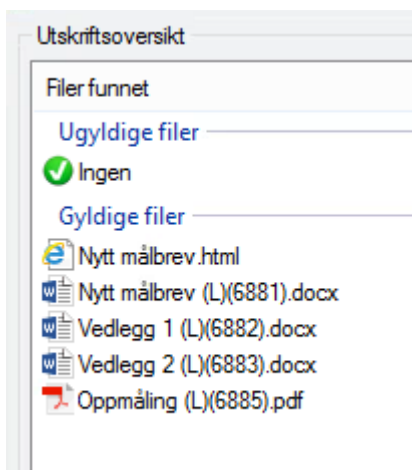 Utskriftsoversikt
Filer funnet
Ugyldige filer
Ingen
Gyldige filer
Nytt målbrev.html
Nytt målbrev (L)(6881).docx
Vedlegg 1 (L)(6882).docx
Vedlegg 2 (L)(6883).docx
Oppmåling (L)(6885).pdf